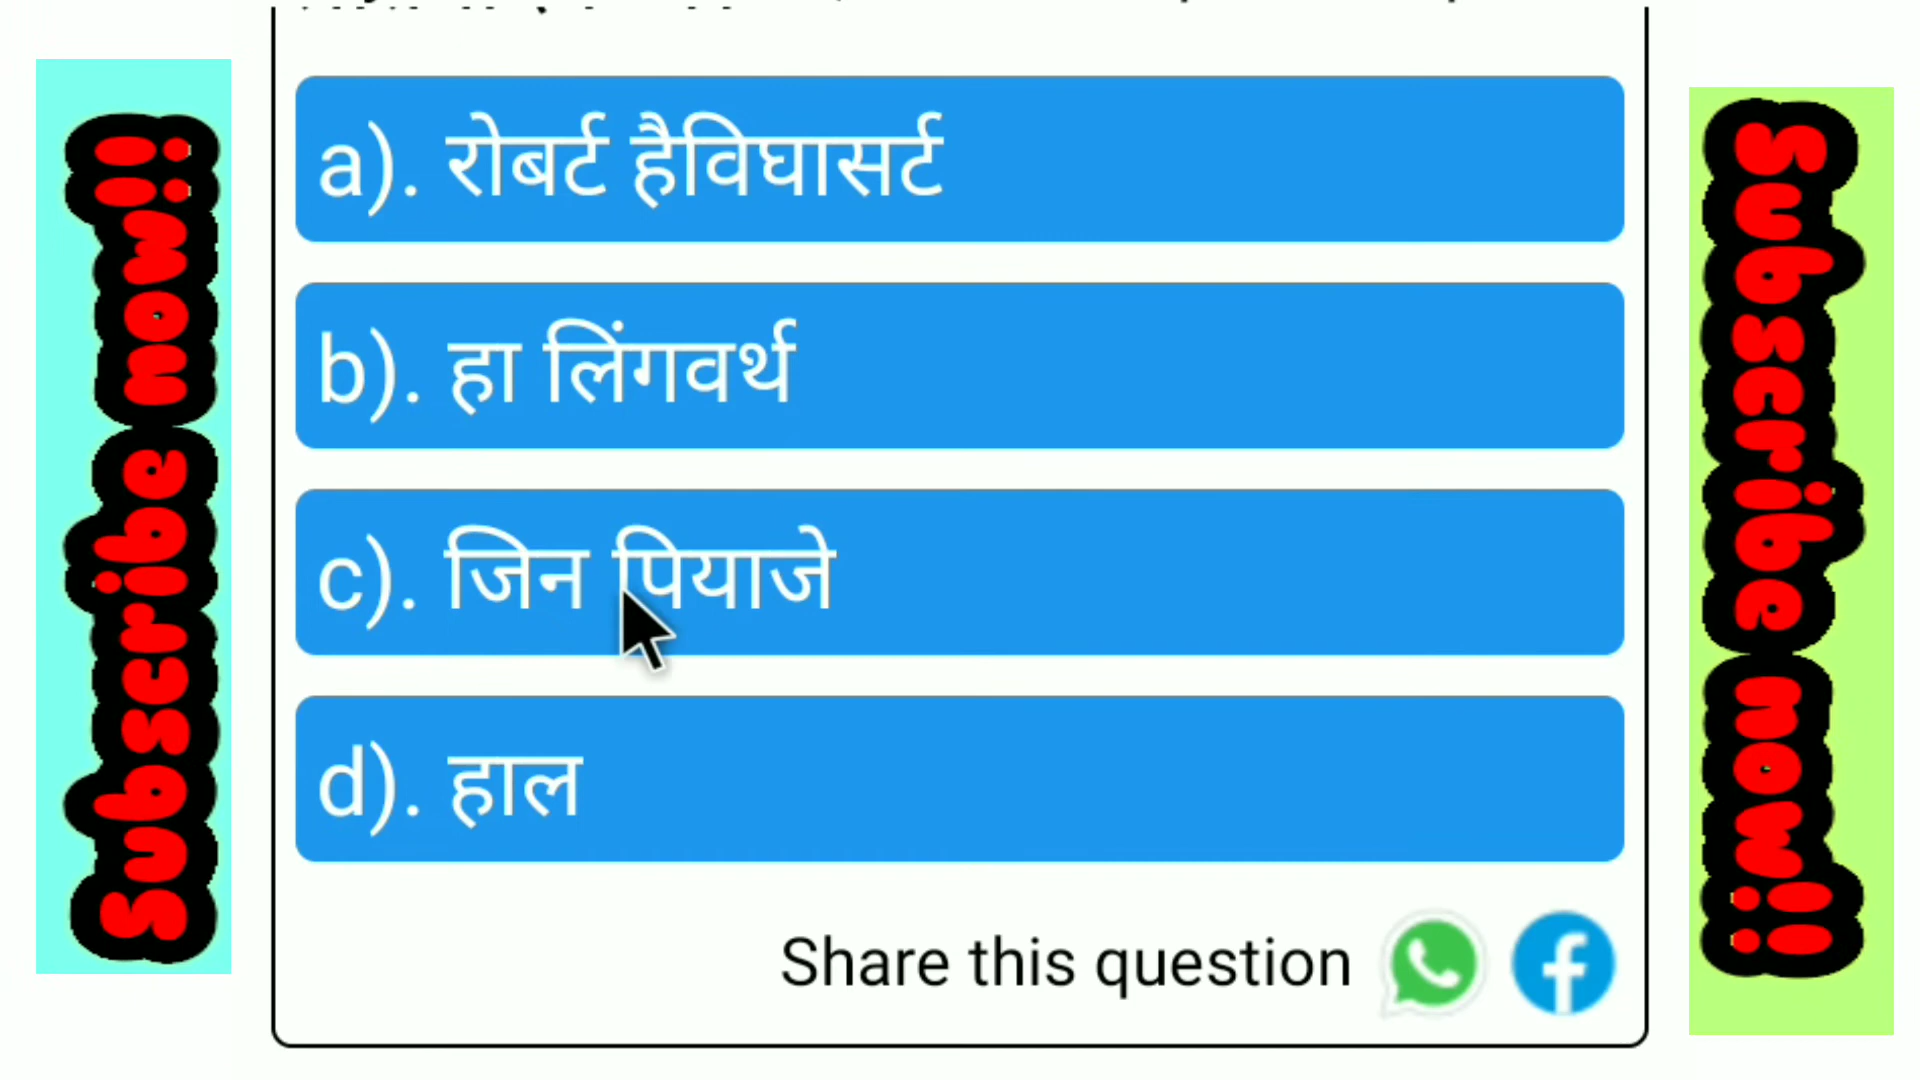 Subscribe now!!
a). रोबर्ट हैविघासर्ट
b). हा लिंगवर्थ
c). जिन पियाजे
d). हाल
Share this question
Subscribe now!!